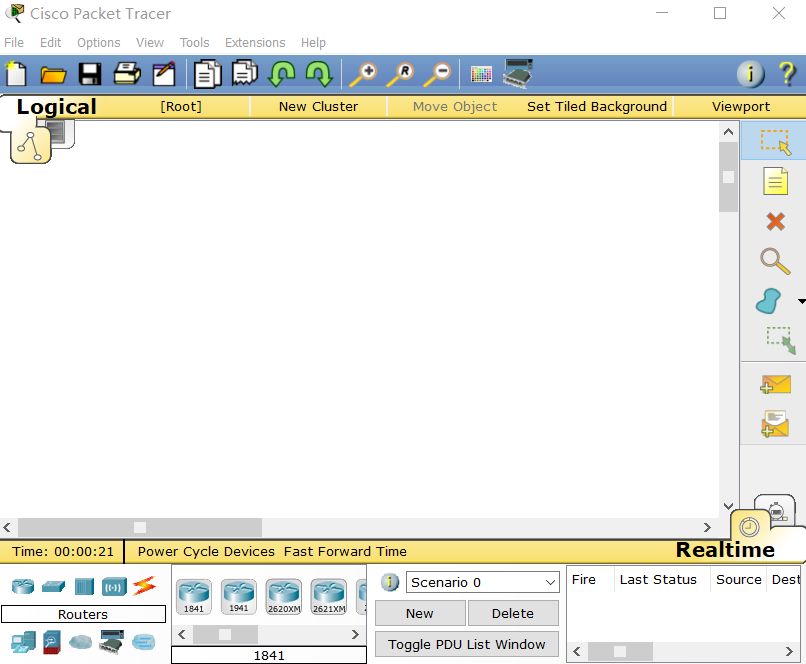 Cisco Packet Tracer
File Edit Options View Tools Extensions Help
R i ?
Logical [Root] New Cluster Move Object Set Tiled Background Viewport
Time: 00:00:21 Power Cycle Devices Fast Forward Time Realtime
Routers
1841 1941 2620XM 2621XM 2
1841
i Scenario 0
New Delete
Toggle PDU List Window
Fire Last Status Source Dest